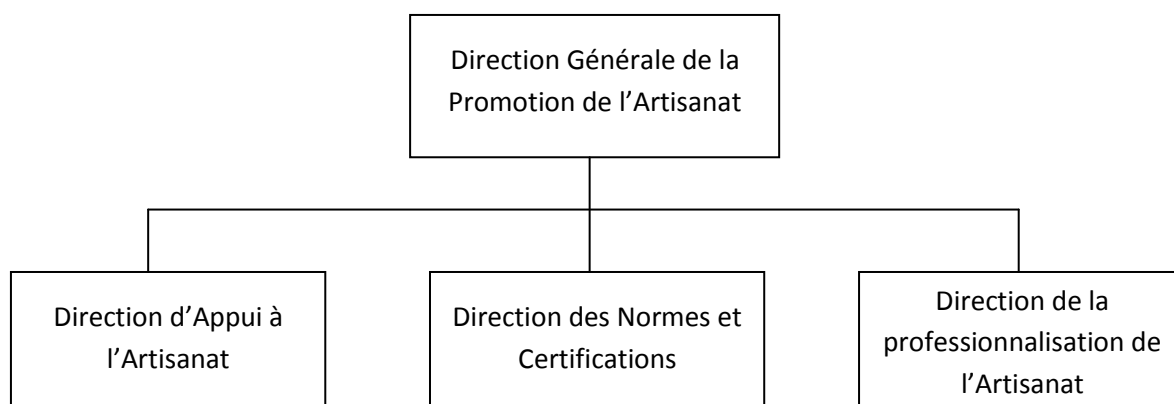 Direction Générale de la
Promotion de l’Artisanat
Direction d’Appui à
l’Artisanat
Direction des Normes et
Certifications
Direction de la
professionnalisation de
l’Artisanat